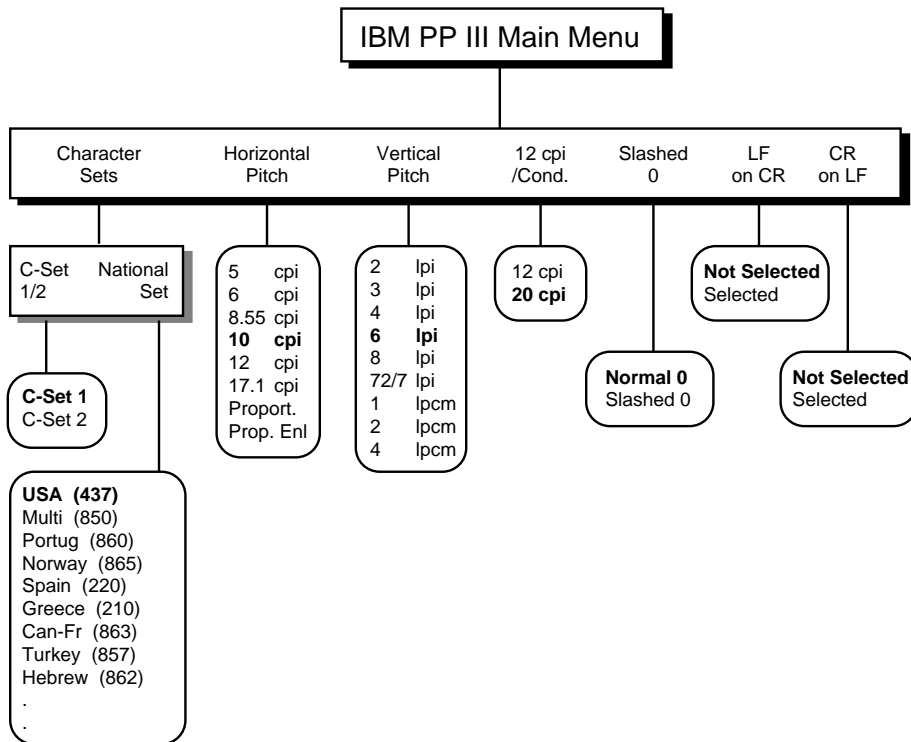 IBM PP III Main Menu
Character Sets
Horizontal Pitch
Vertical Pitch
12 cpi /Cond.
Slashed 0
LF on CR
CR on LF
C-Set 1/2
National Set
C-Set 1
C-Set 2
USA (437)
Multi (850)
Portug (860)
Norway (865)
Spain (220)
Greece (210)
Can-Fr (863)
Turkey (857)
Hebrew (862)
.
.
5 cpi
6 cpi
8.55 cpi
10 cpi
12 cpi
17.1 cpi
Proport.
Prop. Enl
2 lpi
3 lpi
4 lpi
6 lpi
8 lpi
72/7 lpi
1 lpcm
2 lpcm
4 lpcm
12 cpi
20 cpi
Normal 0
Slashed 0
Not Selected
Selected
Not Selected
Selected